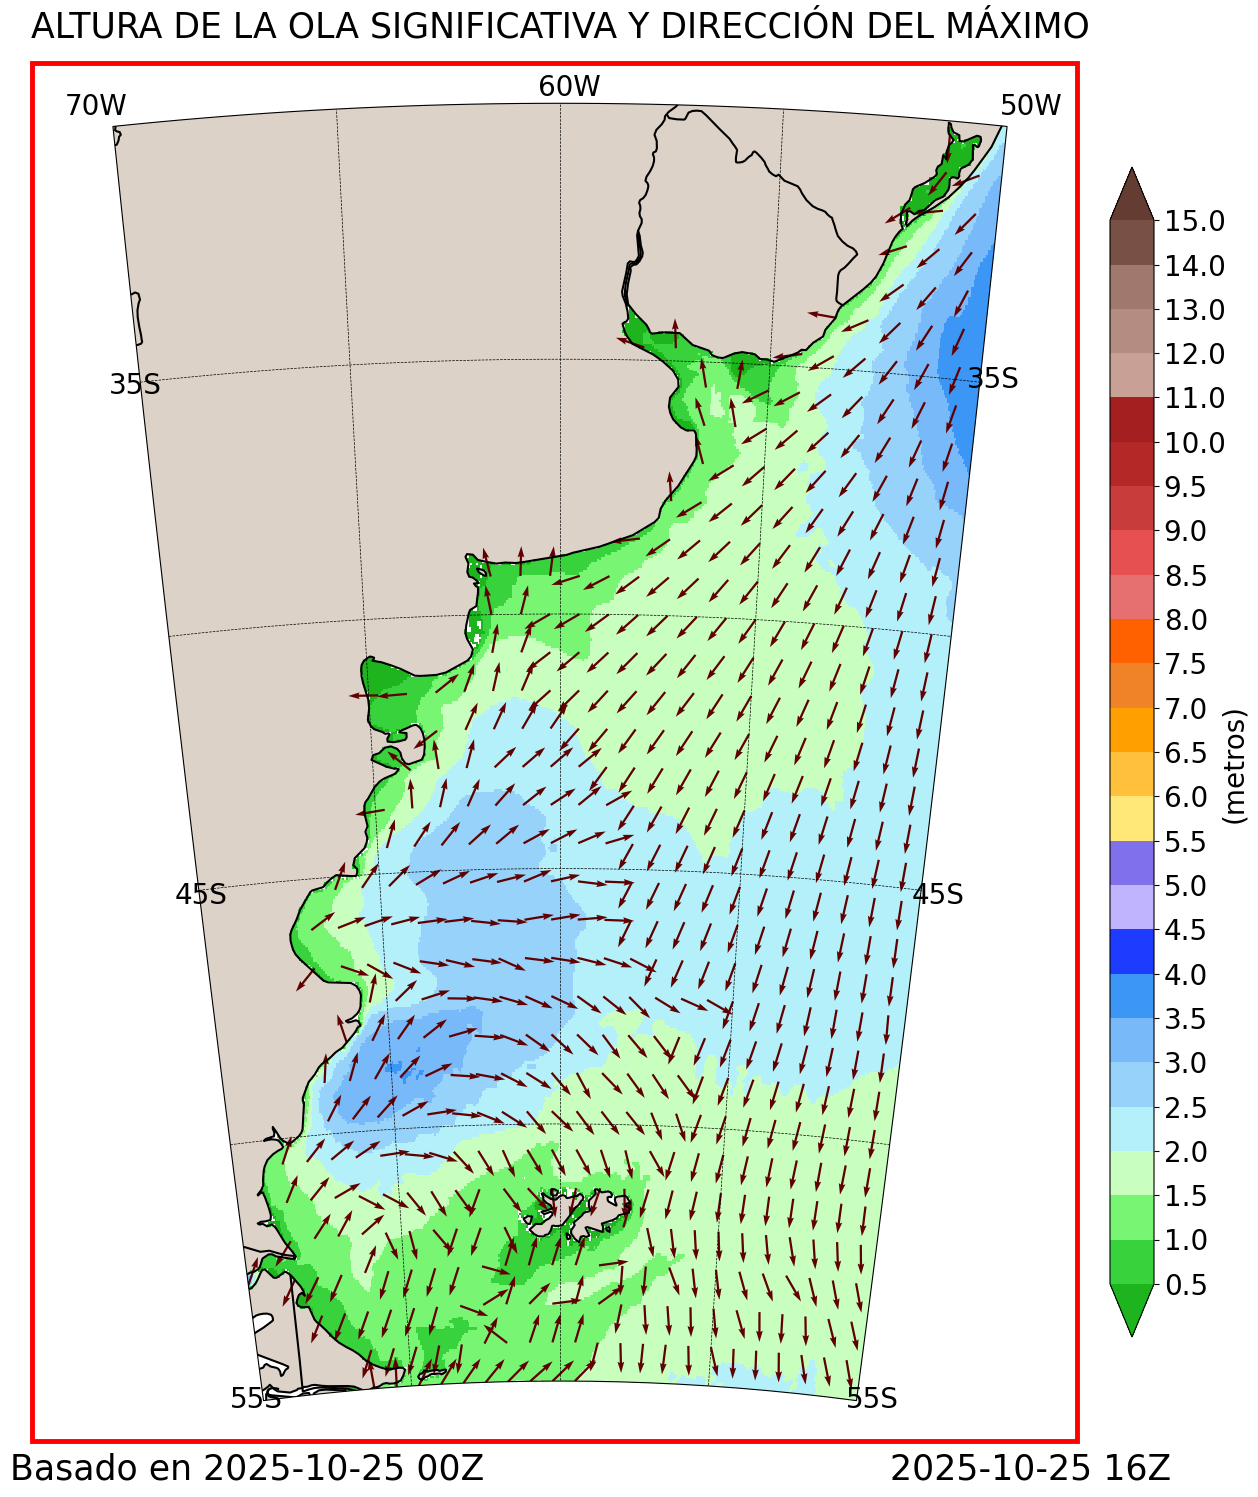 ALTURA DE LA OLA SIGNIFICATIVA Y DIRECCIÓN DEL MÁXIMO
70W
60W
50W
35S
35S
45S
45S
55S
55S
15.0
14.0
13.0
12.0
11.0
10.0
9.5
9.0
8.5
8.0
7.5
7.0
6.5
6.0
5.5
5.0
4.5
4.0
3.5
3.0
2.5
2.0
1.5
1.0
0.5
(metros)
Basado en 2025-10-25 00Z
2025-10-25 16Z